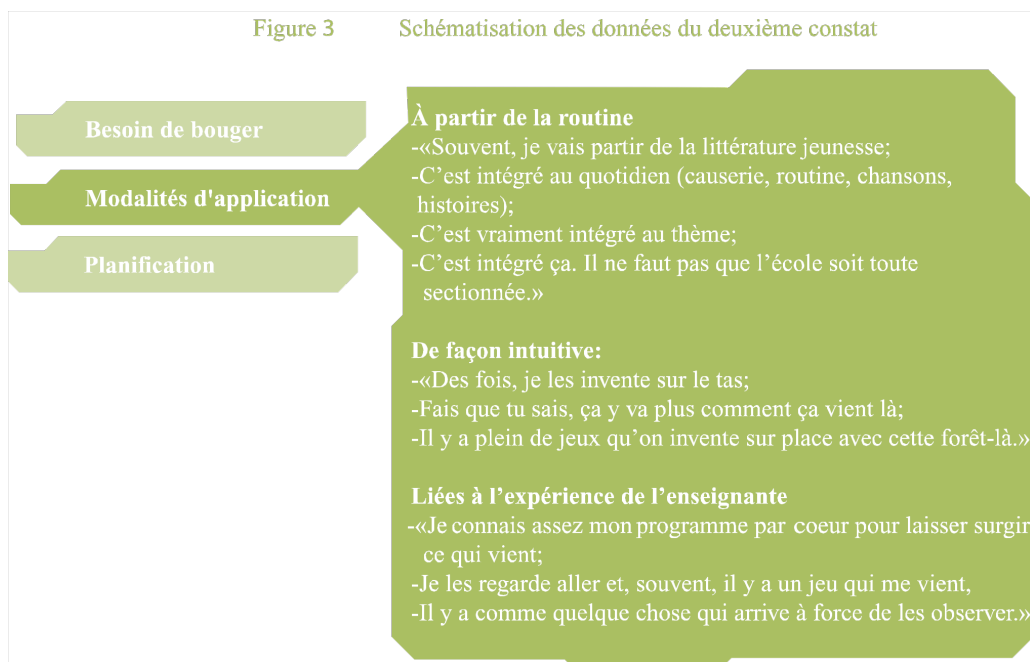 Figure 3 Schématisation des données du deuxième constat
Besoin de bouger
Modalités d'application
Planification
À partir de la routine
-«Souvent, je vais partir de la littérature jeunesse;
-C’est intégré au quotidien (causerie, routine, chansons,
histoires);
-C’est vraiment intégré au thème;
-C’est intégré ça. Il ne faut pas que l’école soit toute
sectionnée.»
De façon intuitive:
-«Des fois, je les invente sur le tas;
-Fais que tu sais, ça y va plus comment ça vient là;
-Il y a plein de jeux qu’on invente sur place avec cette forêt-là.»
Liées à l’expérience de l’enseignante
-«Je connais assez mon programme par coeur pour laisser surgir
ce qui vient;
-Je les regarde aller et, souvent, il y a un jeu qui me vient,
-Il y a comme quelque chose qui arrive à force de les observer.»